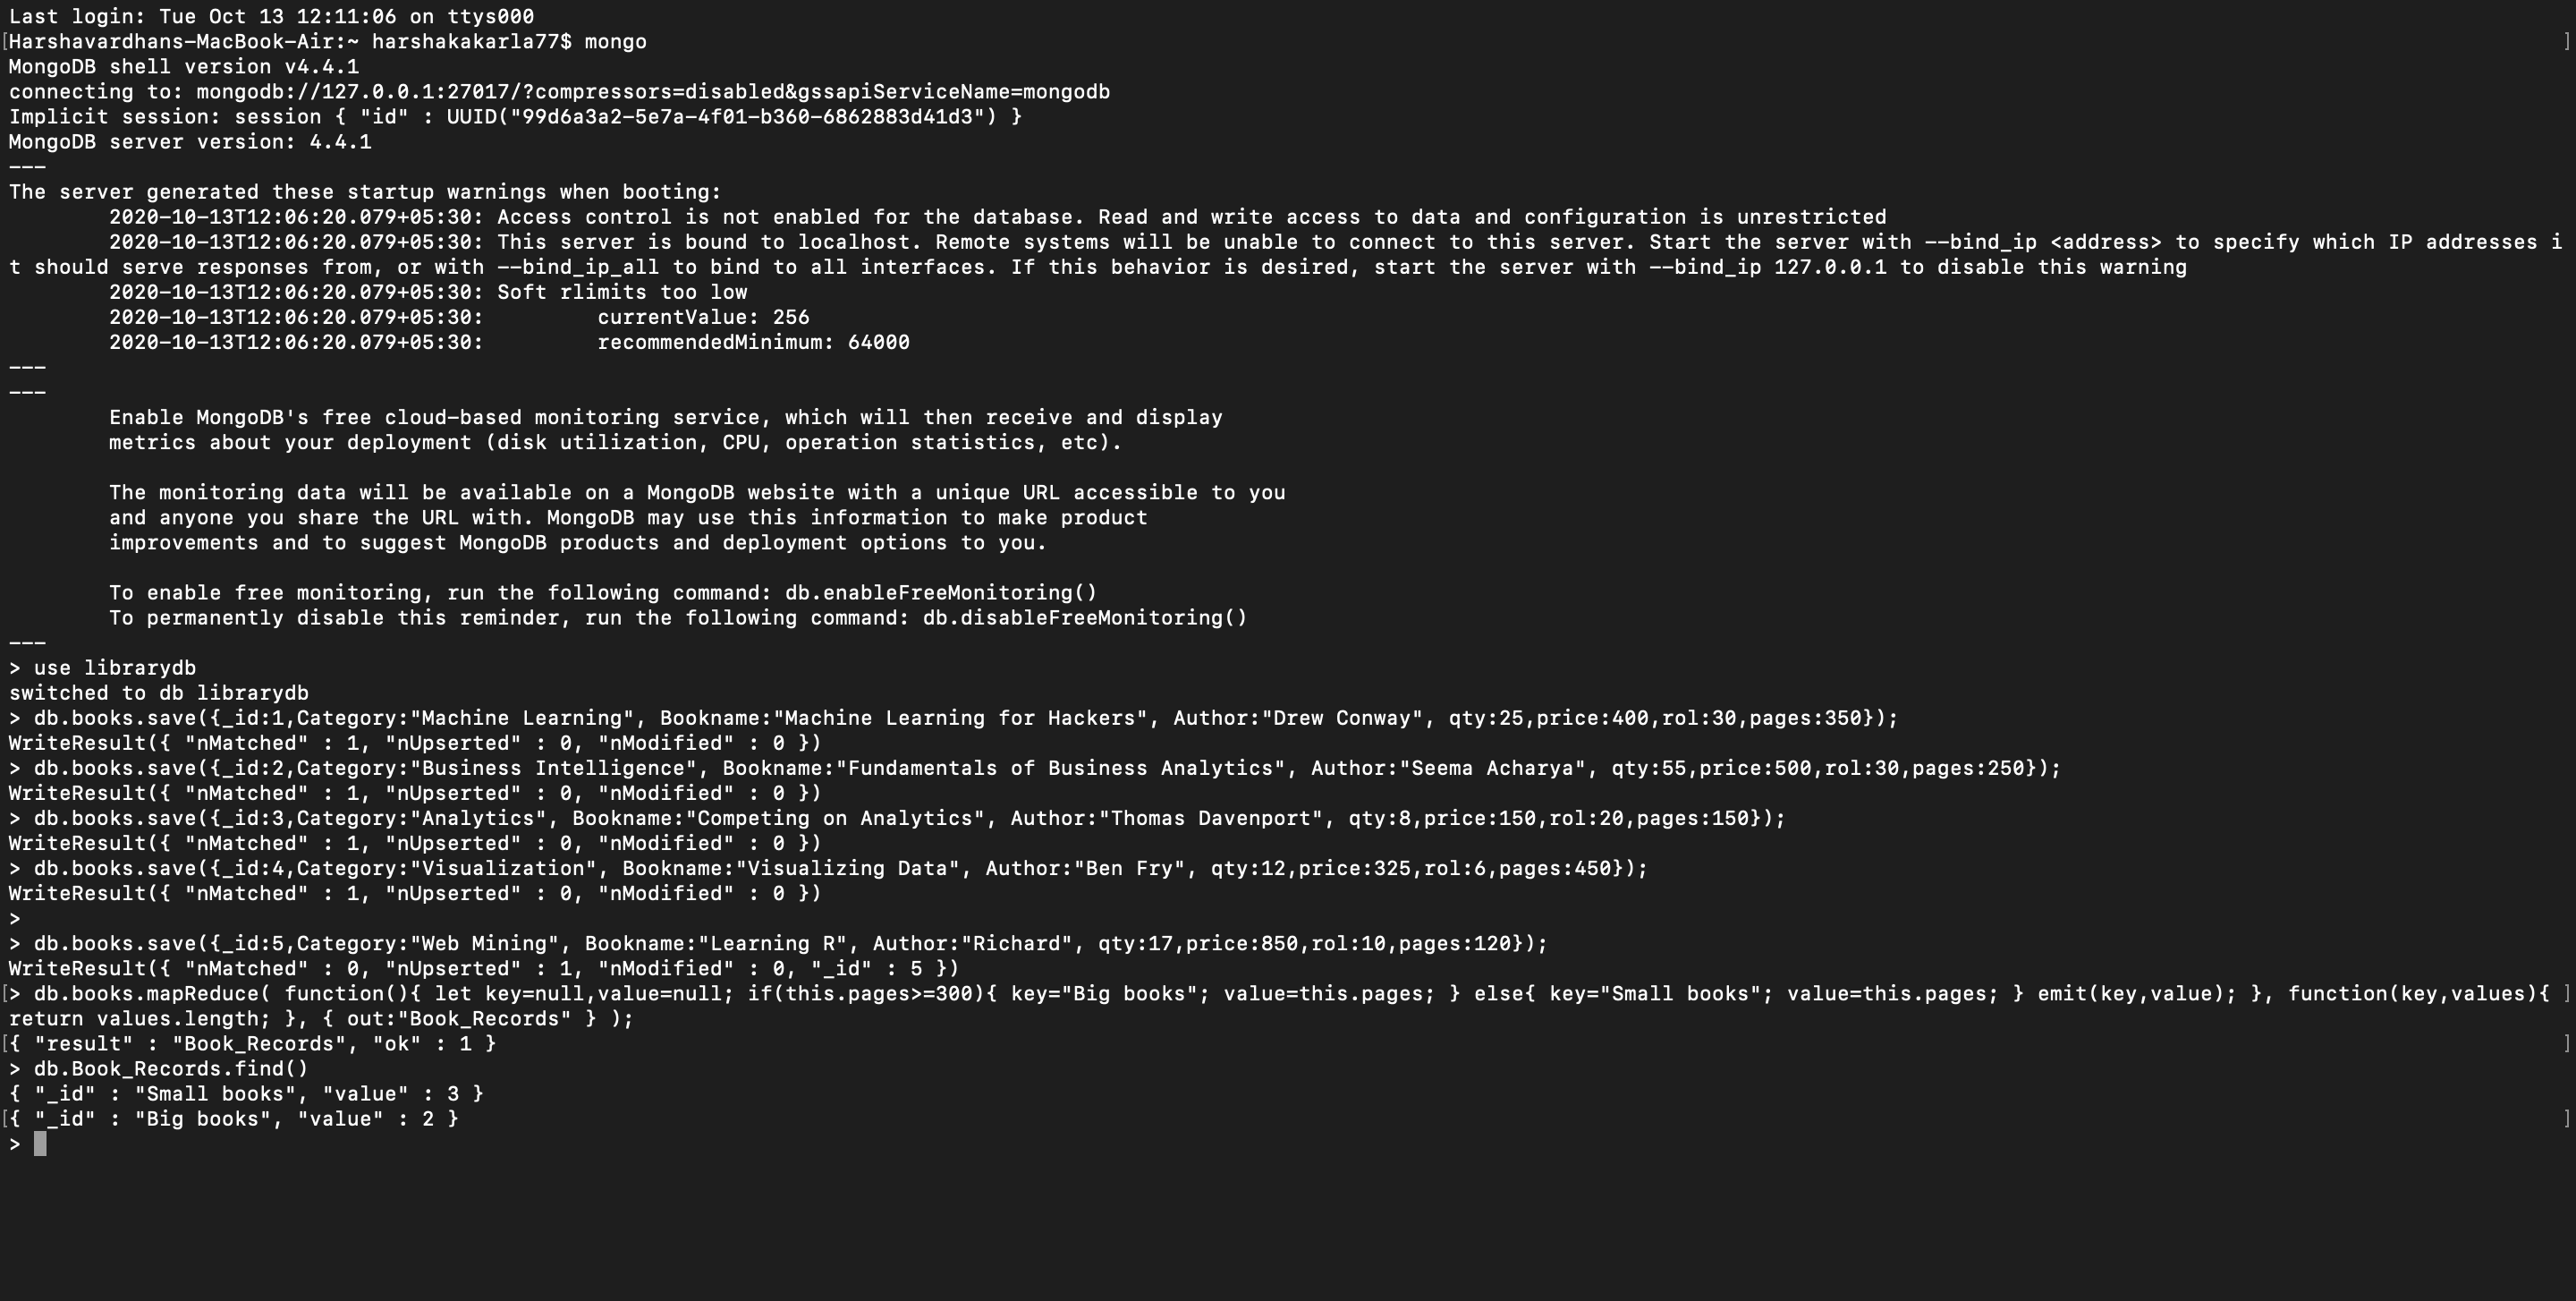 Last login: Tue Oct 13 12:11:06 on ttys000
[Harshavardhans-MacBook-Air:~ harshakakarla77$ mongo ]
MongoDB shell version v4.4.1
connecting to: mongodb://127.0.0.1:27017/?compressors=disabled&gssapiServiceName=mongodb
Implicit session: session { "id" : UUID("99d6a3a2-5e7a-4f01-b360-6862883d41d3") }
MongoDB server version: 4.4.1
---
The server generated these startup warnings when booting:
        2020-10-13T12:06:20.079+05:30: Access control is not enabled for the database. Read and write access to data and configuration is unrestricted
        2020-10-13T12:06:20.079+05:30: This server is bound to localhost. Remote systems will be unable to connect to this server. Start the server with --bind_ip <address> to specify which IP addresses i
t should serve responses from, or with --bind_ip_all to bind to all interfaces. If this behavior is desired, start the server with --bind_ip 127.0.0.1 to disable this warning
        2020-10-13T12:06:20.079+05:30: Soft rlimits too low
        2020-10-13T12:06:20.079+05:30:         currentValue: 256
        2020-10-13T12:06:20.079+05:30:         recommendedMinimum: 64000
---
---
        Enable MongoDB's free cloud-based monitoring service, which will then receive and display
        metrics about your deployment (disk utilization, CPU, operation statistics, etc).

        The monitoring data will be available on a MongoDB website with a unique URL accessible to you
        and anyone you share the URL with. MongoDB may use this information to make product
        improvements and to suggest MongoDB products and deployment options to you.

        To enable free monitoring, run the following command: db.enableFreeMonitoring()
        To permanently disable this reminder, run the following command: db.disableFreeMonitoring()
---
> use librarydb
switched to db librarydb
> db.books.save({_id:1,Category:"Machine Learning", Bookname:"Machine Learning for Hackers", Author:"Drew Conway", qty:25,price:400,rol:30,pages:350});
WriteResult({ "nMatched" : 1, "nUpserted" : 0, "nModified" : 0 })
> db.books.save({_id:2,Category:"Business Intelligence", Bookname:"Fundamentals of Business Analytics", Author:"Seema Acharya", qty:55,price:500,rol:30,pages:250});
WriteResult({ "nMatched" : 1, "nUpserted" : 0, "nModified" : 0 })
> db.books.save({_id:3,Category:"Analytics", Bookname:"Competing on Analytics", Author:"Thomas Davenport", qty:8,price:150,rol:20,pages:150});
WriteResult({ "nMatched" : 1, "nUpserted" : 0, "nModified" : 0 })
> db.books.save({_id:4,Category:"Visualization", Bookname:"Visualizing Data", Author:"Ben Fry", qty:12,price:325,rol:6,pages:450});
WriteResult({ "nMatched" : 1, "nUpserted" : 0, "nModified" : 0 })
>
> db.books.save({_id:5,Category:"Web Mining", Bookname:"Learning R", Author:"Richard", qty:17,price:850,rol:10,pages:120});
WriteResult({ "nMatched" : 0, "nUpserted" : 1, "nModified" : 0, "_id" : 5 })
[> db.books.mapReduce( function(){ let key=null,value=null; if(this.pages>=300){ key="Big books"; value=this.pages; } else{ key="Small books"; value=this.pages; } emit(key,value); }, function(key,values){ ]
return values.length; }, { out:"Book_Records" } );
[{ "result" : "Book_Records", "ok" : 1 } ]
> db.Book_Records.find()
{ "_id" : "Small books", "value" : 3 }
[{ "_id" : "Big books", "value" : 2 } ]
>